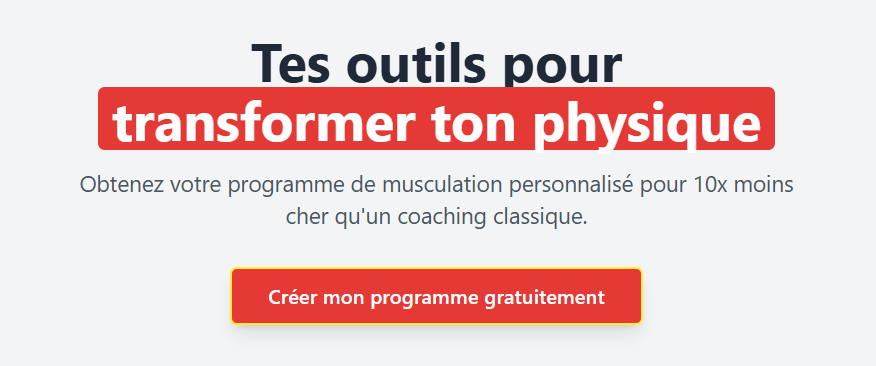 Tes outils pour
transformer ton physique
Obtenez votre programme de musculation personnalisé pour 10x moins
cher qu'un coaching classique.
Créer mon programme gratuitement